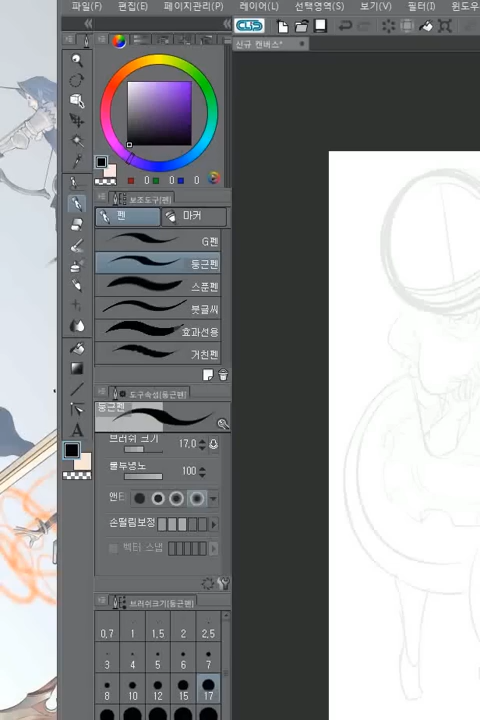 파일(F) 편집(E) 페이지관리(P) 레이어(L) 선택영역(S) 보기(V) 필터(I) 윈도우
신규 캔버스*
0 0 0
보조도구[펜]
펜 마커
G펜
둥근펜
스푼펜
붓글씨
효과선용
거친펜
도구속성[둥근펜]
둥근펜
브러쉬 크기 17.0
불투명도 100
안티
손떨림보정
벡터 스냅
브러쉬크기[둥근펜]
0.7 1 1.5 2 2.5
3 4 5 6 7
8 10 12 15 17